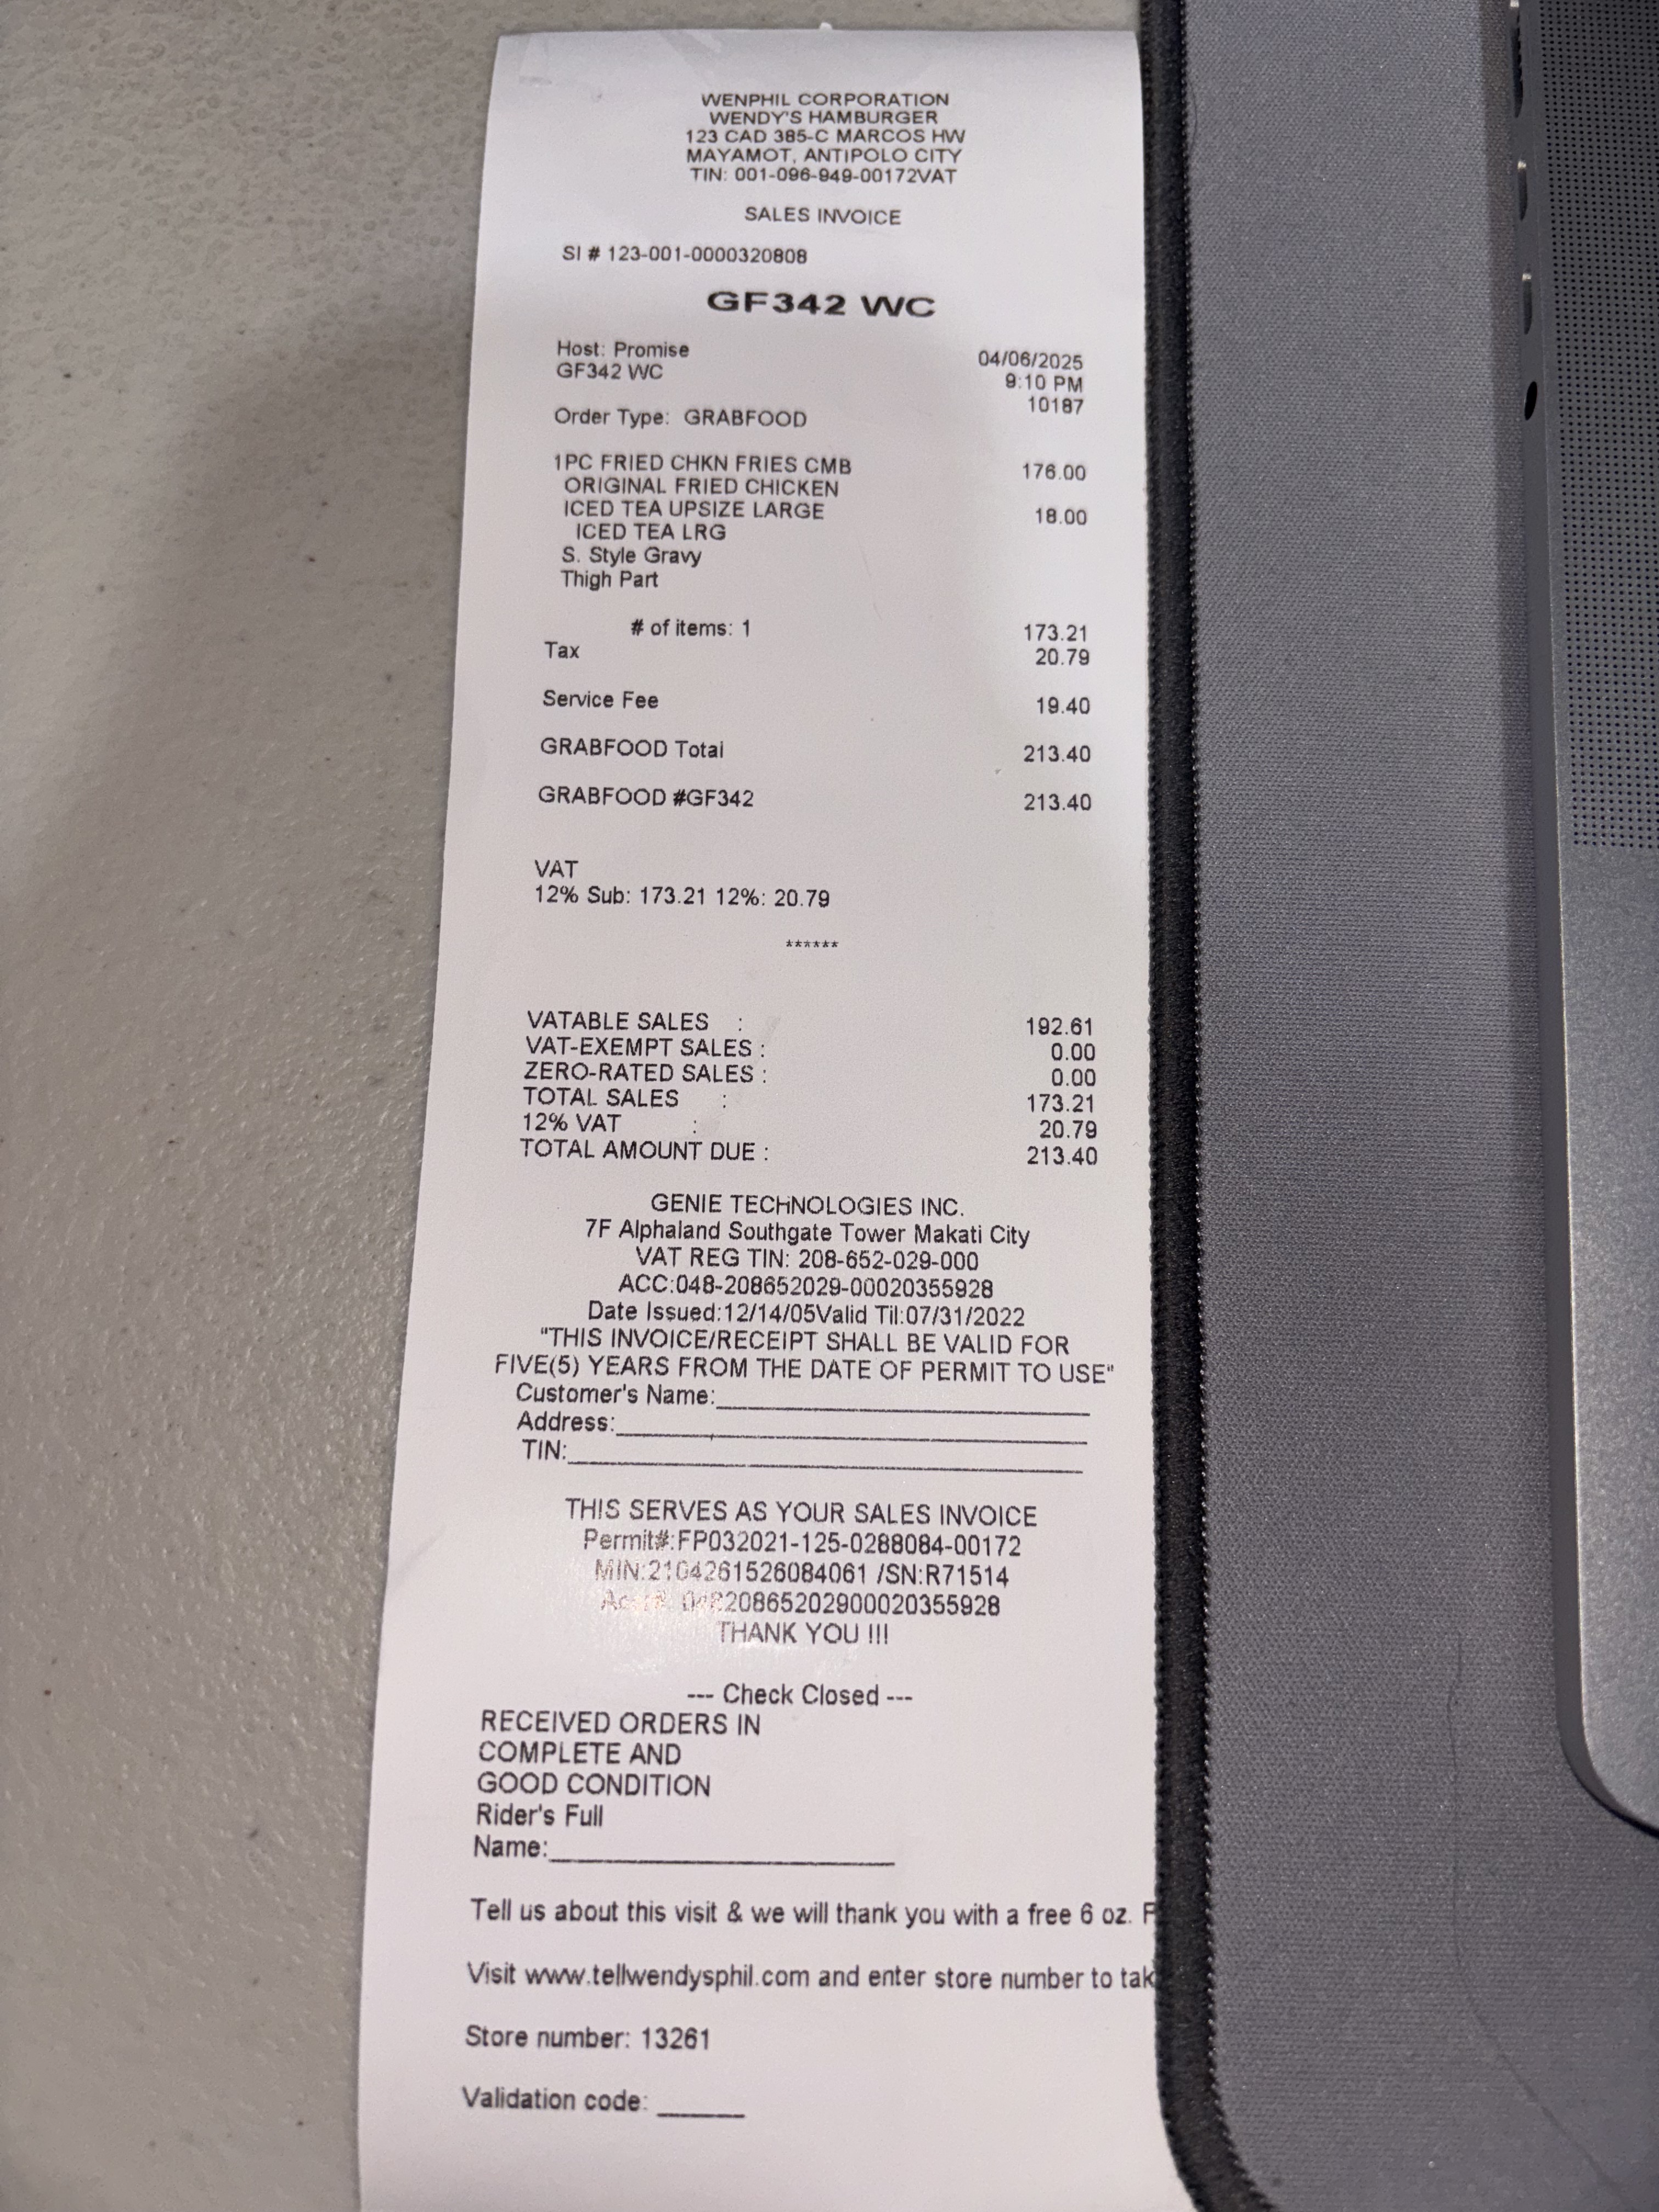 WENPHIL CORPORATION
WENDY'S HAMBURGER
123 CAD 385-C MARCOS HW
MAYAMOT, ANTIPOLO CITY
TIN: 001-096-949-00172VAT
SALES INVOICE
SI # 123-001-0000320808
GF342 WC
Host: Promise 04/06/2025
GF342 WC 9:10 PM
10187
Order Type: GRABFOOD
1PC FRIED CHKN FRIES CMB 176.00
ORIGINAL FRIED CHICKEN
ICED TEA UPSIZE LARGE 18.00
ICED TEA LRG
S. Style Gravy
Thigh Part
# of items: 1 173.21
Tax 20.79
Service Fee 19.40
GRABFOOD Total 213.40
GRABFOOD #GF342 213.40
VAT
12% Sub: 173.21 12%: 20.79
******
VATABLE SALES : 192.61
VAT-EXEMPT SALES : 0.00
ZERO-RATED SALES : 0.00
TOTAL SALES : 173.21
12% VAT : 20.79
TOTAL AMOUNT DUE : 213.40
GENIE TECHNOLOGIES INC.
7F Alphaland Southgate Tower Makati City
VAT REG TIN: 208-652-029-000
ACC:048-208652029-00020355928
Date Issued:12/14/05Valid Til:07/31/2022
"THIS INVOICE/RECEIPT SHALL BE VALID FOR
FIVE(5) YEARS FROM THE DATE OF PERMIT TO USE"
Customer's Name:
Address:
TIN:
THIS SERVES AS YOUR SALES INVOICE
Permit#:FP032021-125-0288084-00172
MIN:2104261526084061 /SN:R71514
THANK YOU !!!
--- Check Closed ---
RECEIVED ORDERS IN
COMPLETE AND
GOOD CONDITION
Rider's Full
Name:
Tell us about this visit & we will thank you with a free 6 oz. F
Visit www.tellwendysphil.com and enter store number to tak
Store number: 13261
Validation code: